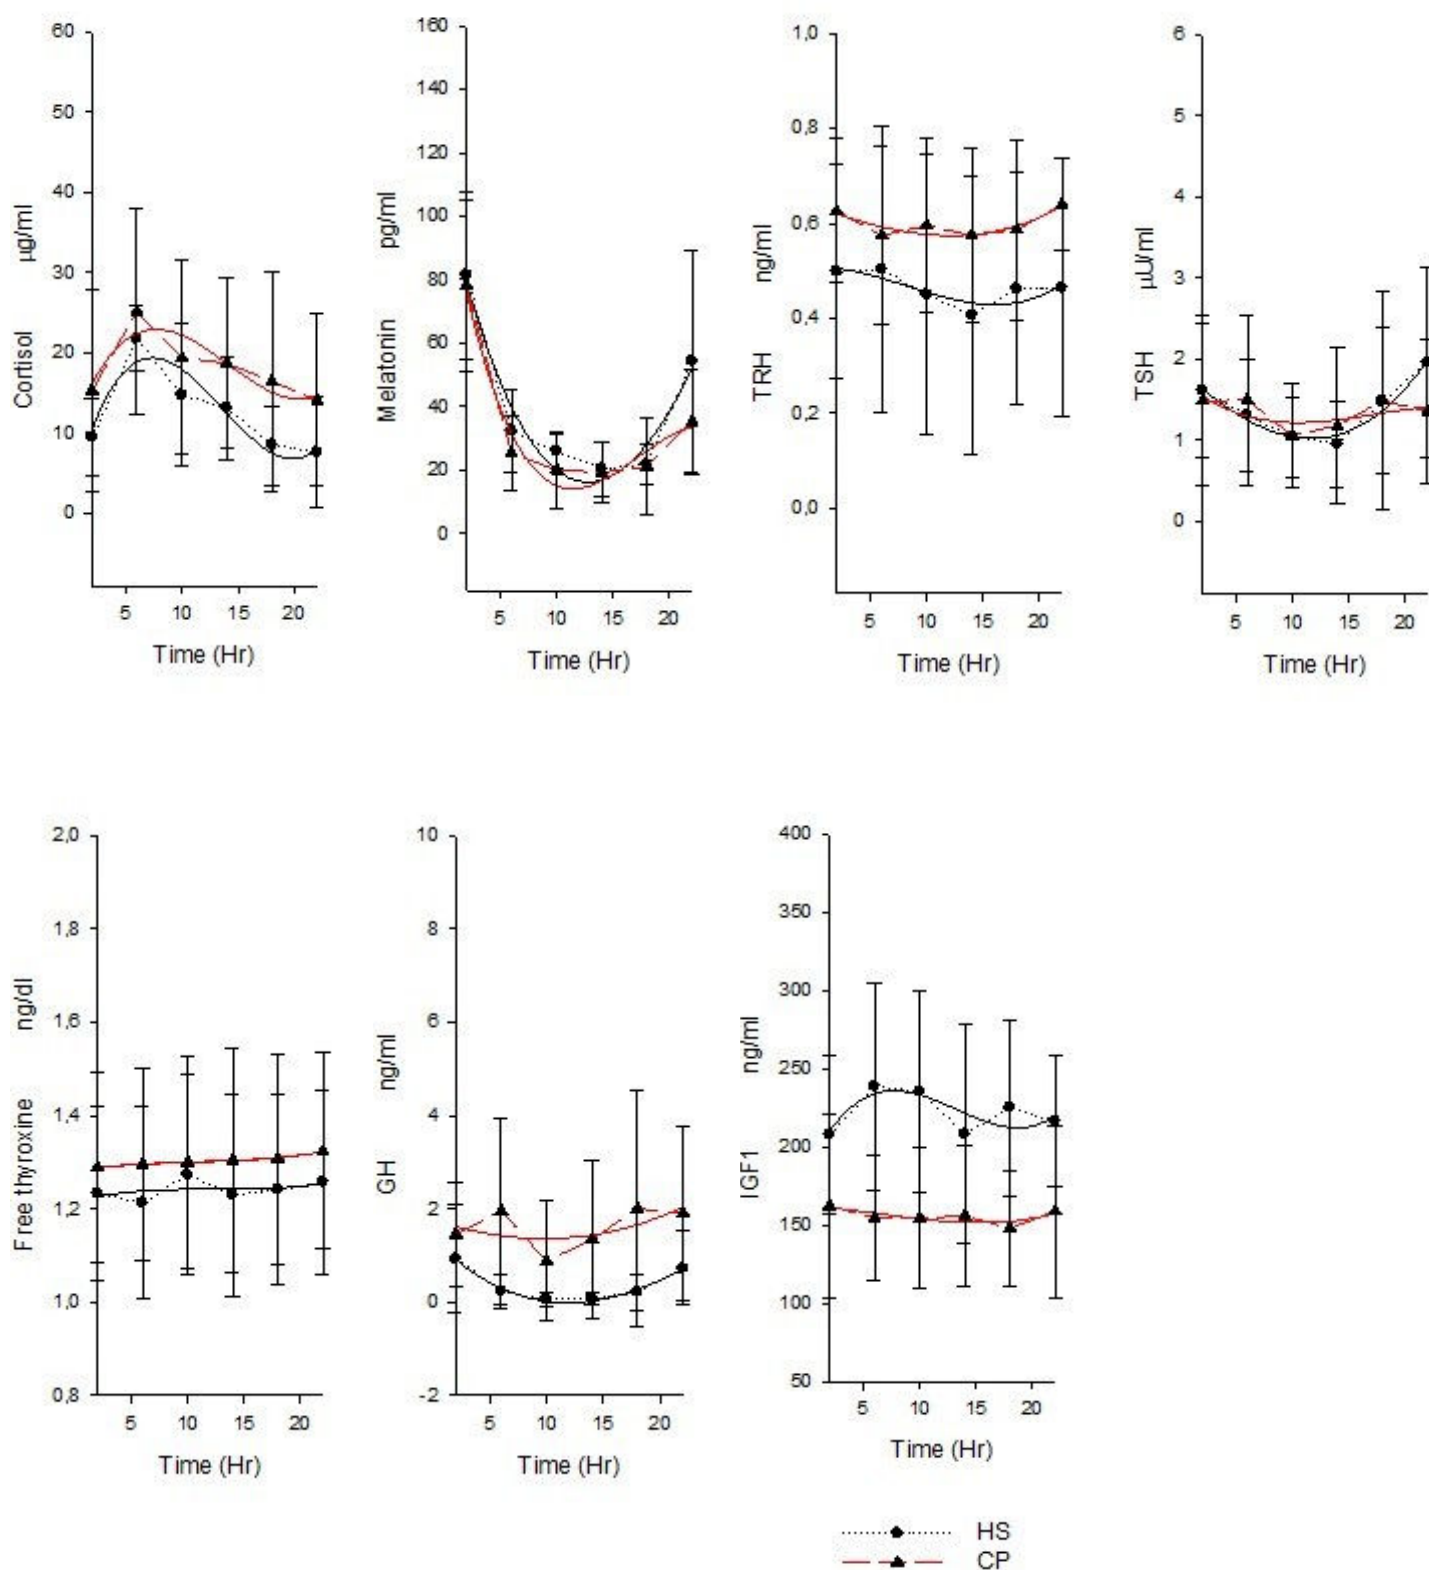 60
50
40
30
20
10
0
Cortisol µg/ml
5 10 15 20
Time (Hr)
160
140
120
100
80
60
40
20
0
Melatonin pg/ml
5 10 15 20
Time (Hr)
1,0
0,8
0,6
0,4
0,2
0,0
TRH ng/ml
5 10 15 20
Time (Hr)
6
5
4
3
2
1
0
TSH µU/ml
5 10 15 20
Time (Hr)
2,0
1,8
1,6
1,4
1,2
1,0
0,8
Free thyroxine ng/dl
5 10 15 20
Time (Hr)
10
8
6
4
2
0
-2
GH ng/ml
5 10 15 20
Time (Hr)
400
350
300
250
200
150
100
50
IGF1 ng/ml
5 10 15 20
Time (Hr)
HS
CP